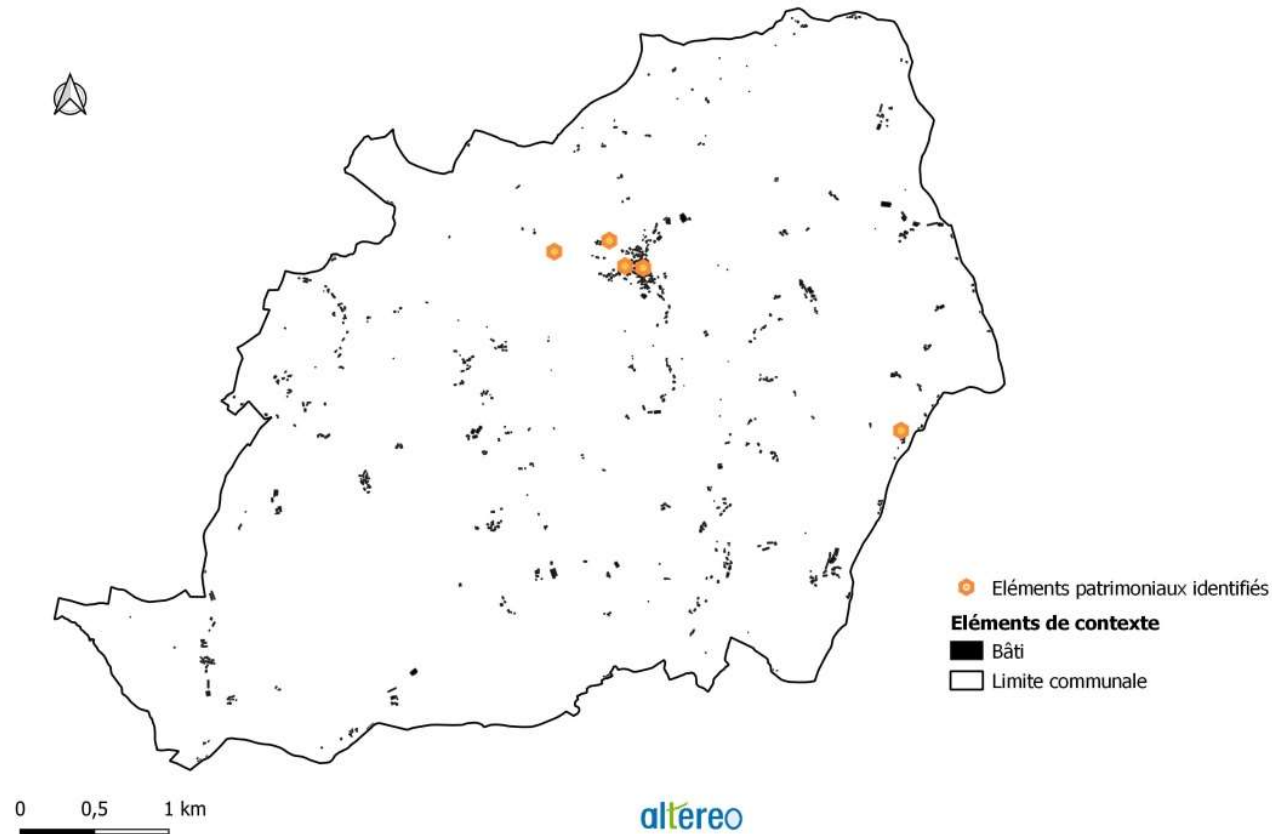 Eléments patrimoniaux identifiés
Eléments de contexte
Bâti
Limite communale
0 0,5 1 km
altereo